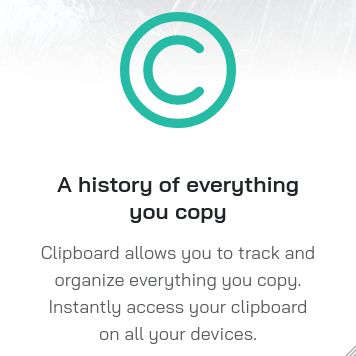 ©
A history of everything
you copy
Clipboard allows you to track and
organize everything you copy.
Instantly access your clipboard
on all your devices.